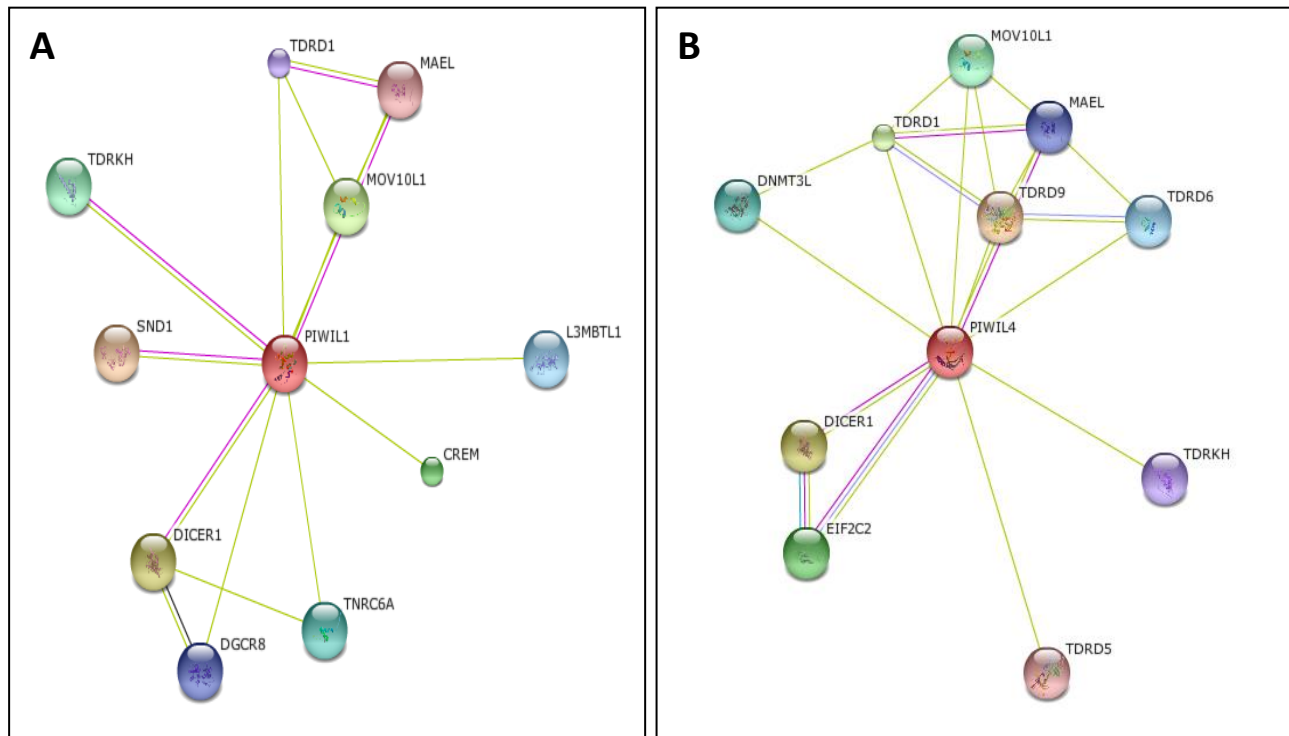 A
TDRD1
MAEL
TDRKH
MOV10L1
SND1
PIWIL1
L3MBTL1
CREM
DICER1
TNRC6A
DGCR8
B
MOV10L1
MAEL
TDRD1
DNMT3L
TDRD9
TDRD6
PIWIL4
DICER1
TDRKH
EIF2C2
TDRD5